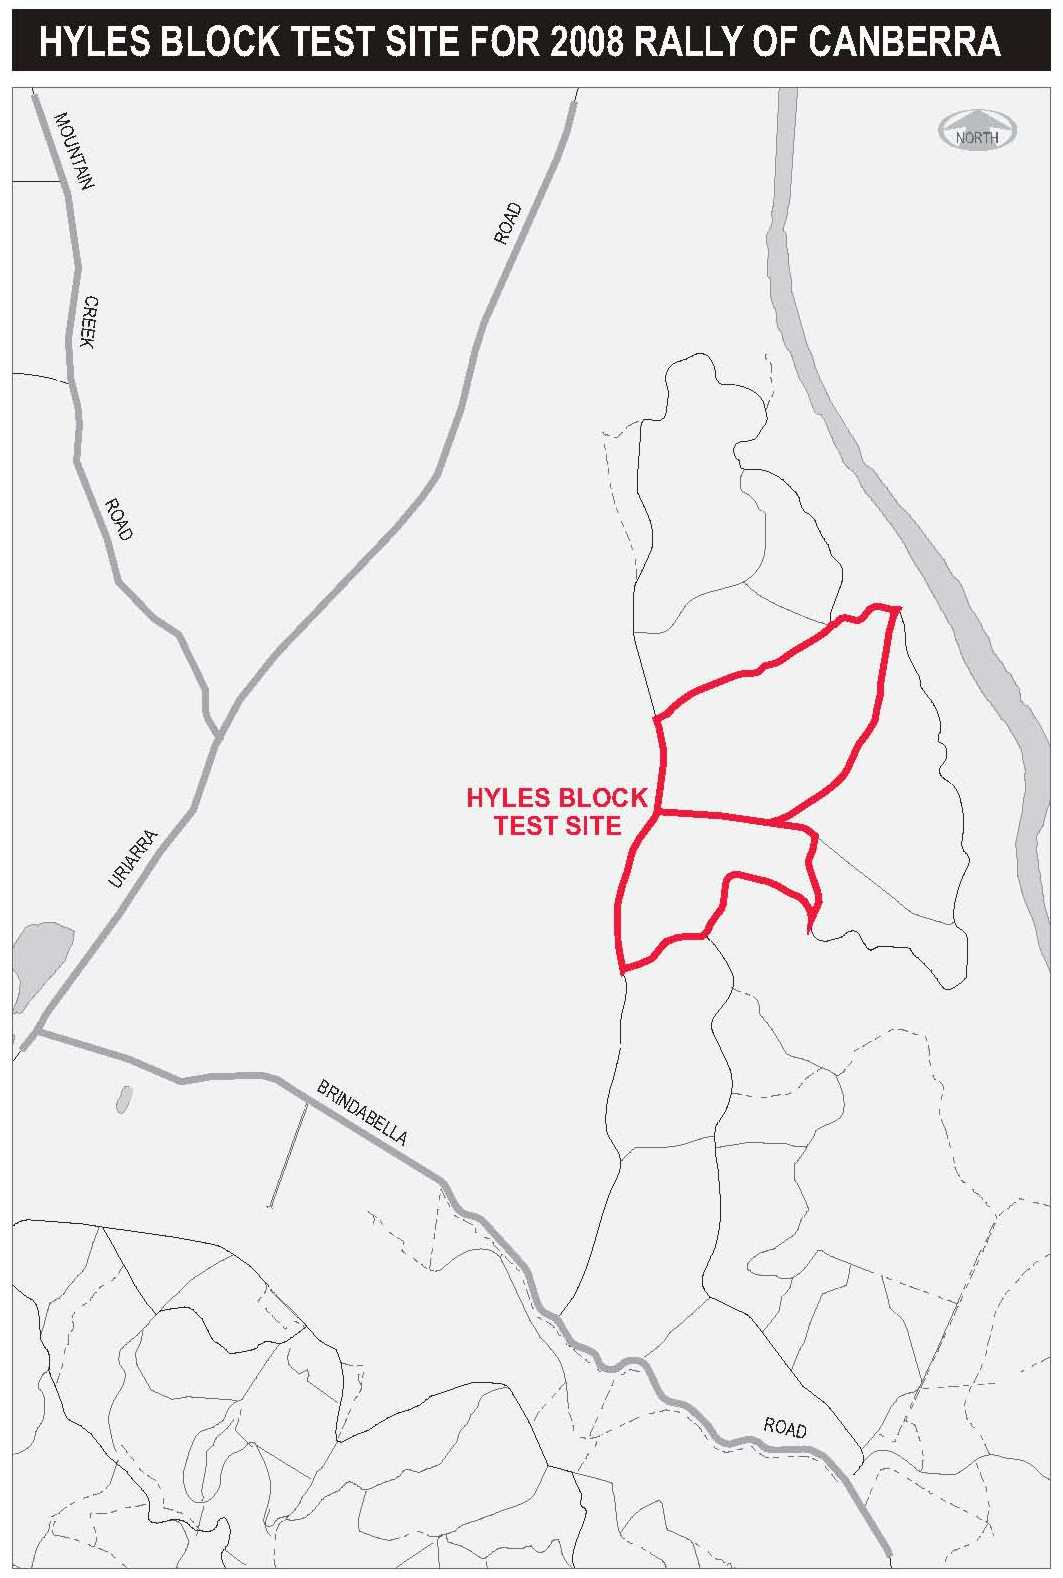 HYLES BLOCK TEST SITE FOR 2008 RALLY OF CANBERRA
NORTH
MOUNTAIN
CREEK
ROAD
ROAD
HYLES BLOCK
TEST SITE
URIARRA
BRINDABELLA
ROAD